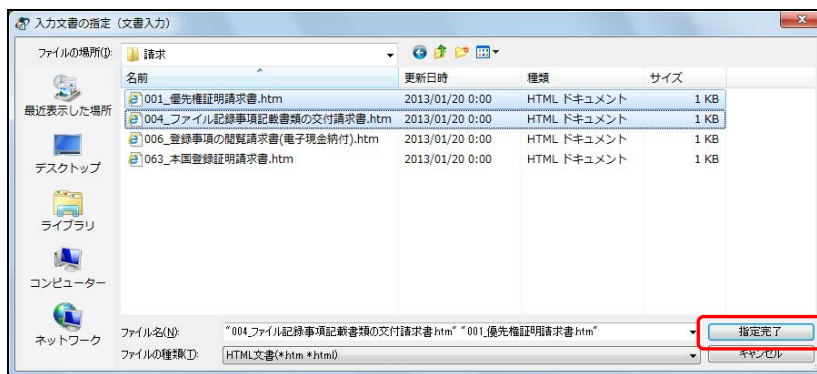 入力文書の指定（文書入力）
ファイルの場所(I):
請求
名前
更新日時
種類
サイズ
001_優先権証明請求書.htm
2013/01/20 0:00
HTML ドキュメント
1 KB
004_ファイル記録事項記載書類の交付請求書.htm
2013/01/20 0:00
HTML ドキュメント
1 KB
006_登録事項の閲覧請求書(電子現金納付).htm
2013/01/20 0:00
HTML ドキュメント
1 KB
063_本国登録証明請求書.htm
2013/01/20 0:00
HTML ドキュメント
1 KB
最近表示した場所
デスクトップ
ライブラリ
コンピューター
ネットワーク
ファイル名(N):
"004_ファイル記録事項記載書類の交付請求書.htm" "001_優先権証明請求書.htm"
指定完了
ファイルの種類(T):
HTML文書(*.htm *.html)
キャンセル